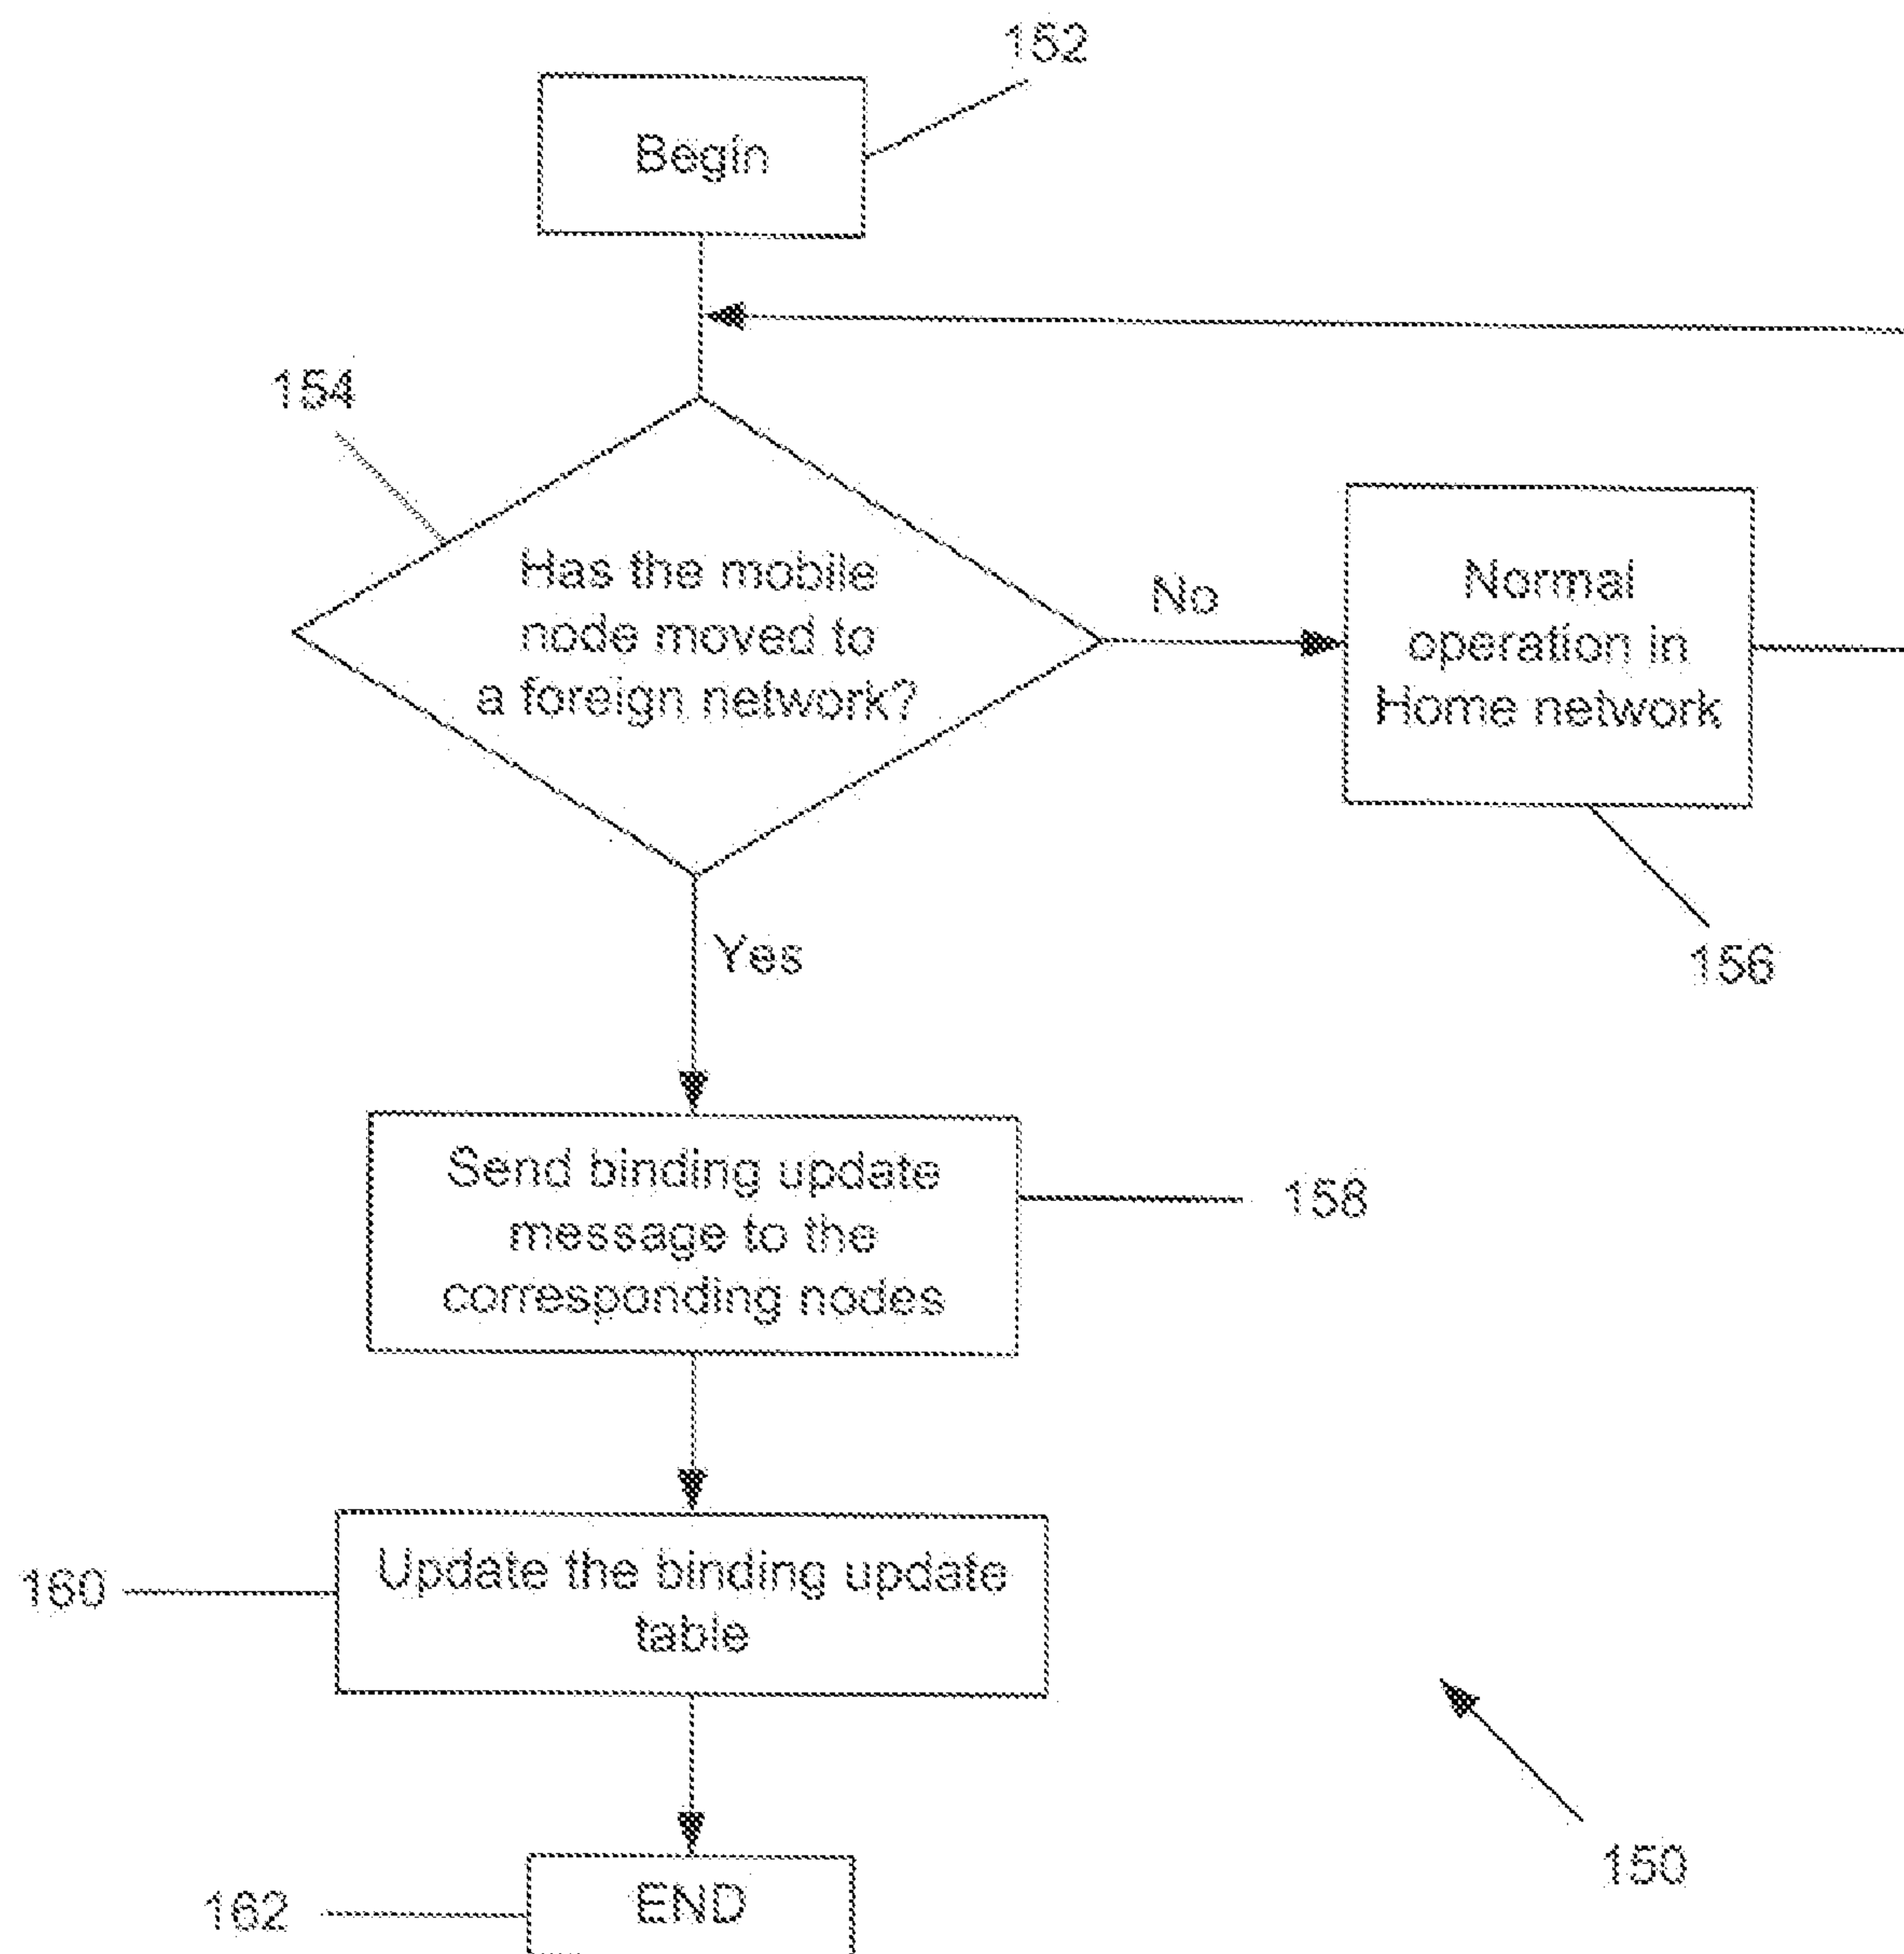 152
Begin
154
Has the mobile
node moved to
a foreign network?
No
Normal
operation in
Home network
156
Yes
Send binding update
message to the
corresponding nodes
158
160
Update the binding update
table
150
162
END